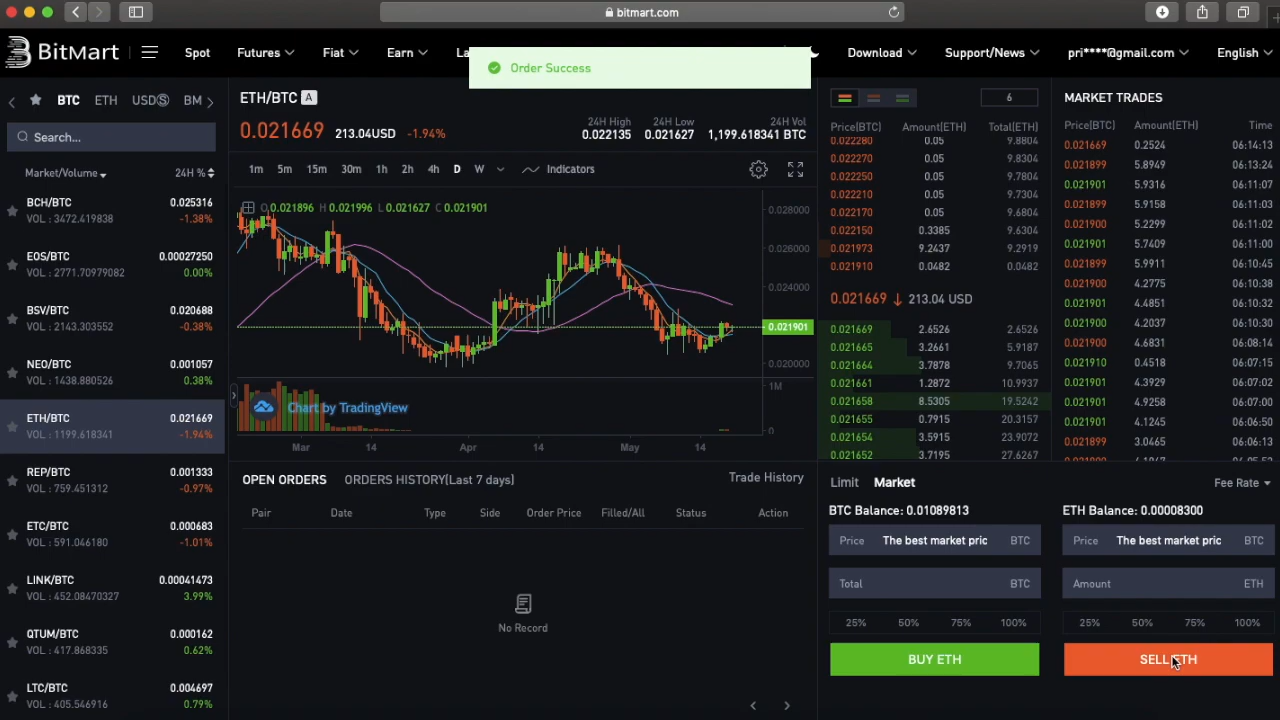 bitmart.com
BitMart
Spot
Futures
Fiat
Earn
La
Download
Support/News
pri****@gmail.com
English
Order Success
BTC ETH USDⓈ BM
Search...
Market/Volume 24H %
BCH/BTC 0.025316
VOL : 3472.419838 -1.38%
EOS/BTC 0.00027250
VOL : 2771.70979082 0.00%
BSV/BTC 0.020688
VOL : 2143.303552 -0.38%
NEO/BTC 0.001057
VOL : 1438.880526 0.38%
ETH/BTC 0.021669
VOL : 1199.618341 -1.94%
REP/BTC 0.001333
VOL : 759.451312 -0.97%
ETC/BTC 0.000683
VOL : 591.046180 -1.01%
LINK/BTC 0.00041473
VOL : 452.08470327 3.99%
QTUM/BTC 0.000162
VOL : 417.868335 0.62%
LTC/BTC 0.004697
VOL : 405.546916 0.79%
ETH/BTC A
0.021669 213.04USD -1.94%
24H High 24H Low 24H Vol
0.022135 0.021627 1,199.618341 BTC
1m 5m 15m 30m 1h 2h 4h D W Indicators
O 0.021896 H 0.021996 L 0.021627 C 0.021901
0.028000
0.026000
0.024000
0.022000
0.021901
0.020000
1M
0
Chart by TradingView
Mar 14 Apr 14 May 14
OPEN ORDERS ORDERS HISTORY(Last 7 days) Trade History
Pair Date Type Side Order Price Filled/All Status Action
No Record
6
Price(BTC) Amount(ETH) Total(ETH)
0.022280 0.05 9.8804
0.022270 0.05 9.8304
0.022250 0.05 9.7804
0.022210 0.05 9.7304
0.022170 0.05 9.6804
0.022150 0.3385 9.6304
0.021973 9.2437 9.2919
0.021910 0.0482 0.0482
0.021669 ↓ 213.04 USD
0.021669 2.6526 2.6526
0.021665 3.2661 5.9187
0.021664 3.7878 9.7065
0.021661 1.2872 10.9937
0.021658 8.5305 19.5242
0.021655 0.7915 20.3157
0.021654 3.5915 23.9072
0.021652 3.7195 27.6267
MARKET TRADES
Price(BTC) Amount(ETH) Time
0.021669 0.2524 06:14:13
0.021899 5.8949 06:13:24
0.021901 5.9316 06:11:07
0.021899 5.9158 06:11:03
0.021900 5.2299 06:11:02
0.021901 5.7409 06:11:00
0.021899 5.9911 06:10:45
0.021900 4.2775 06:10:38
0.021901 4.4851 06:10:32
0.021900 4.2037 06:10:30
0.021900 4.6831 06:08:14
0.021910 0.4518 06:07:15
0.021901 4.3929 06:07:02
0.021901 4.9258 06:07:00
0.021901 4.1245 06:06:50
0.021899 3.0465 06:06:13
Limit Market Fee Rate
BTC Balance: 0.01089813
Price The best market pric BTC
Total BTC
25% 50% 75% 100%
BUY ETH
ETH Balance: 0.00008300
Price The best market pric BTC
Amount ETH
25% 50% 75% 100%
SELL ETH